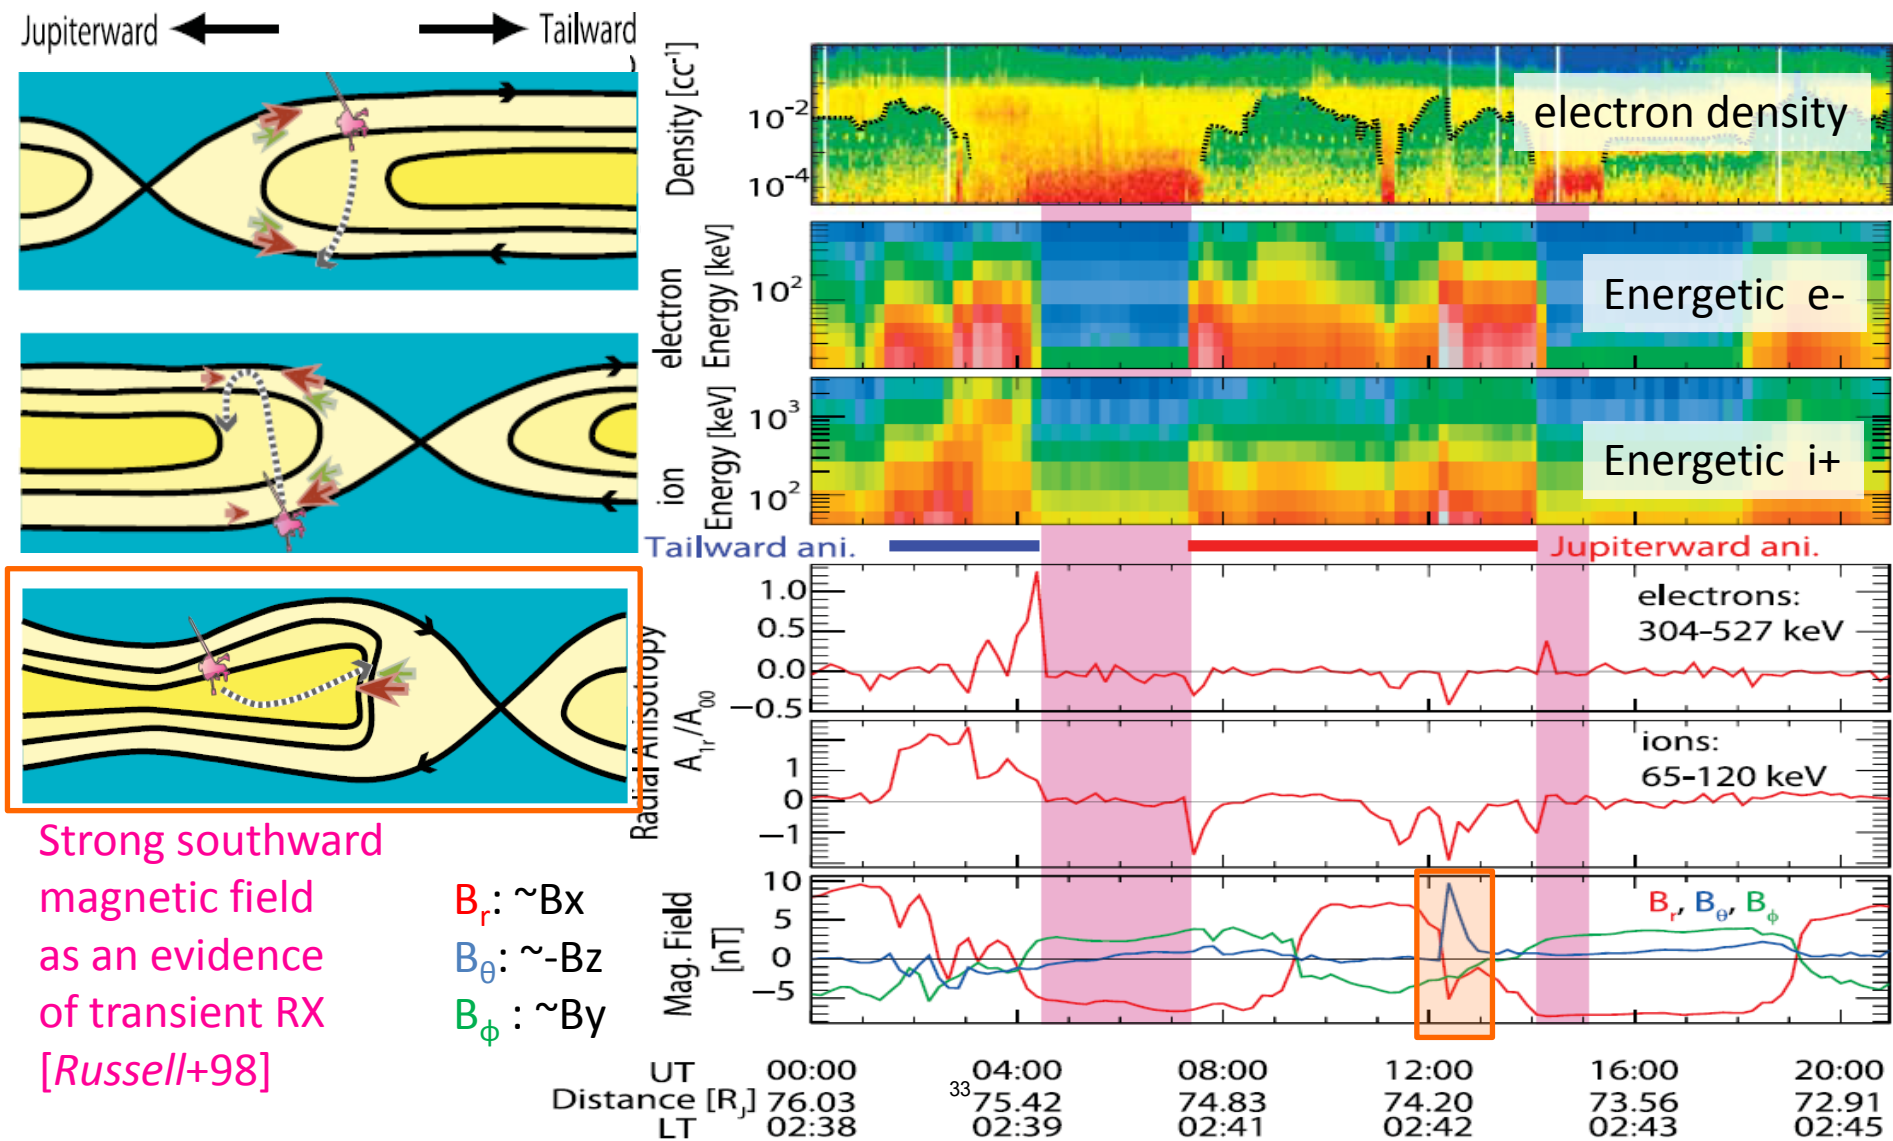 Jupiterward
Tailward
)
Density [cc-1]
10-2
10-4
electron density
electron
Energy [keV]
102
Energetic e-
ion
Energy [keV]
103
102
Energetic i+
Tailward ani.
Jupiterward ani.
Radial Anisotropy
A1r/A00
1.0
0.5
0.0
−0.5
electrons:
304-527 keV
1
0
−1
ions:
65-120 keV
Mag. Field
[nT]
10
5
0
−5
Br, Bθ, Bϕ
Strong southward
magnetic field
as an evidence
of transient RX
[Russell+98]
Br: ~Bx
Bθ: ~-Bz
Bϕ : ~By
UT 00:00 04:00 08:00 12:00 16:00 20:00
Distance [RJ] 76.03 75.42 74.83 74.20 73.56 72.91
33
LT 02:38 02:39 02:41 02:42 02:43 02:45